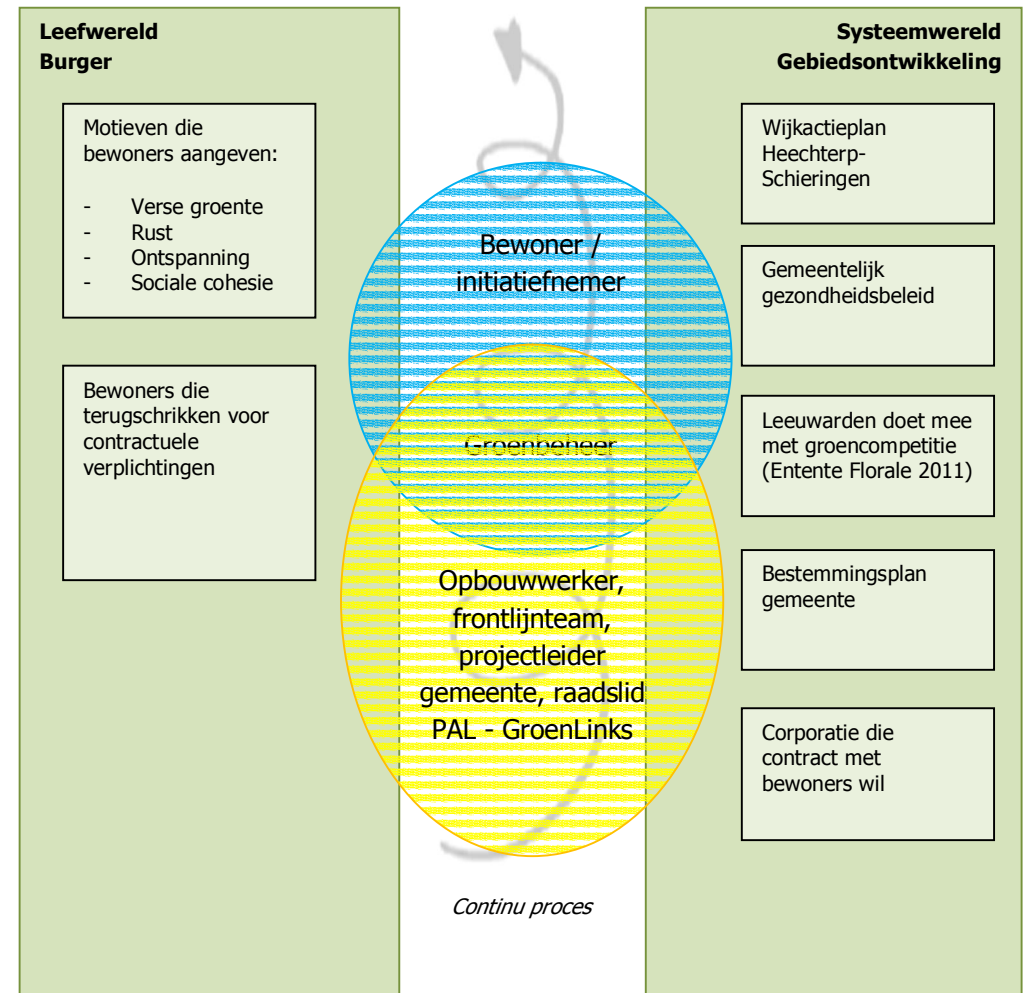 Leefwereld
Burger
Motieven die
bewoners aangeven:
- Verse groente
- Rust
- Ontspanning
- Sociale cohesie
Bewoners die
terugschrikken voor
contractuele
verplichtingen
Bewoner /
initiatiefnemer
Groenbeheer
Opbouwwerker,
frontlijnteam,
projectleider
gemeente, raadslid
PAL - GroenLinks
Continu proces
Systeemwereld
Gebiedsontwikkeling
Wijkactieplan
Heechterp-
Schieringen
Gemeentelijk
gezondheidsbeleid
Leeuwarden doet mee
met groencompetitie
(Entente Florale 2011)
Bestemmingsplan
gemeente
Corporatie die
contract met
bewoners wil